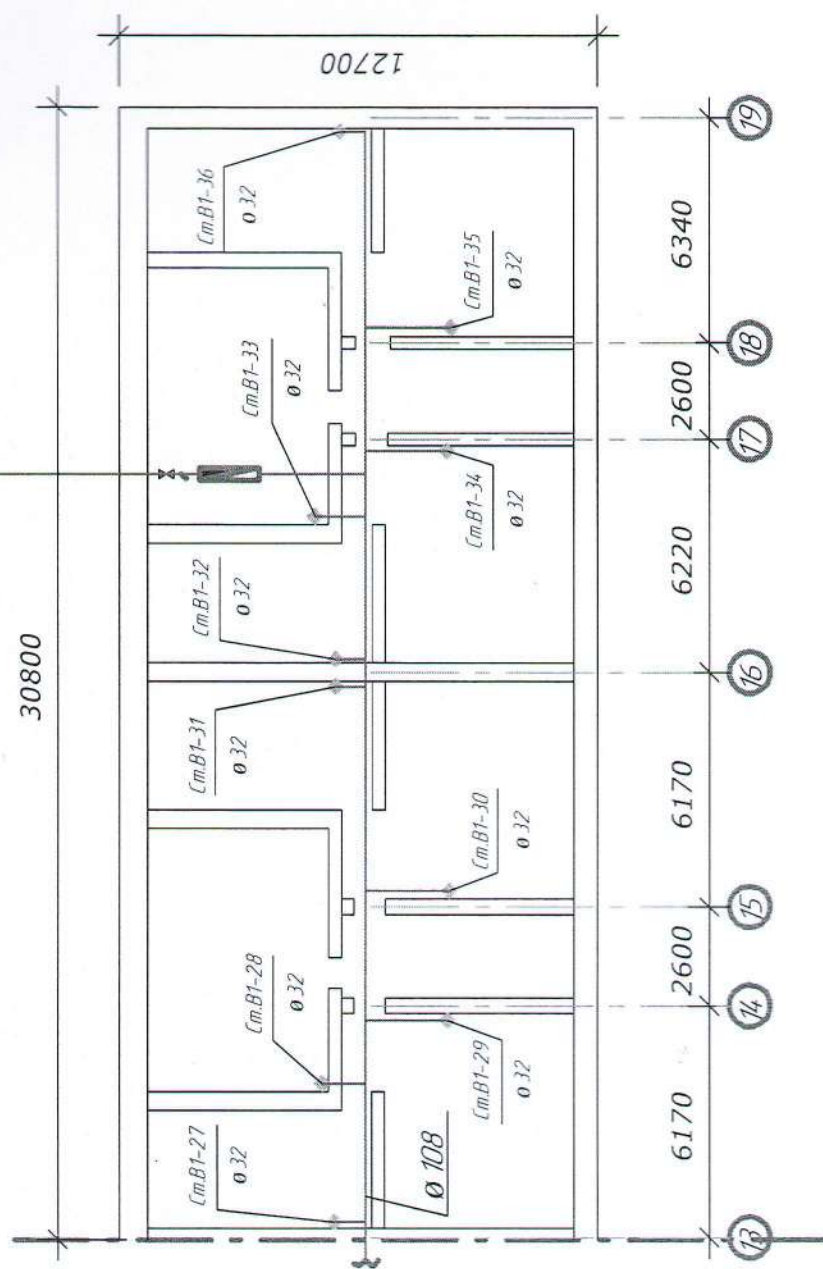 30800
12700
Ст.В1-27
ø 32
Ст.В1-28
ø 32
Ст.В1-31
ø 32
Ст.В1-32
ø 32
Ст.В1-33
ø 32
Ст.В1-36
ø 32
Ø 108
Ст.В1-29
ø 32
Ст.В1-30
ø 32
Ст.В1-34
ø 32
Ст.В1-35
ø 32
6170
2600
6170
6220
2600
6340
13
14
15
16
17
18
19